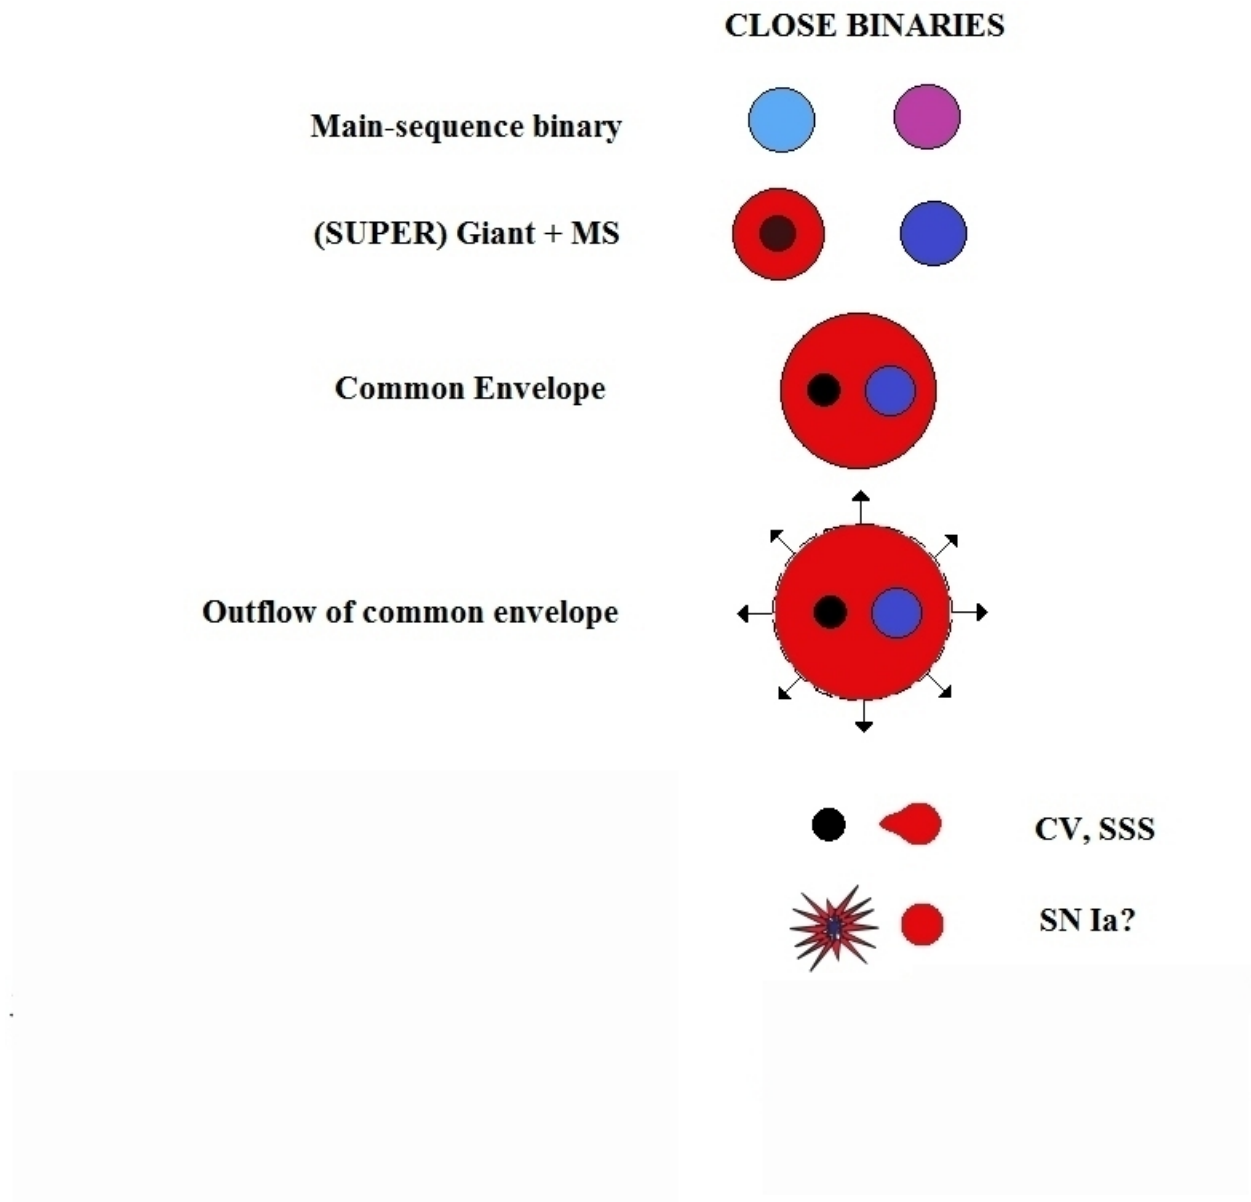 CLOSE BINARIES
Main-sequence binary
(SUPER) Giant + MS
Common Envelope
Outflow of common envelope
CV, SSS
SN Ia?